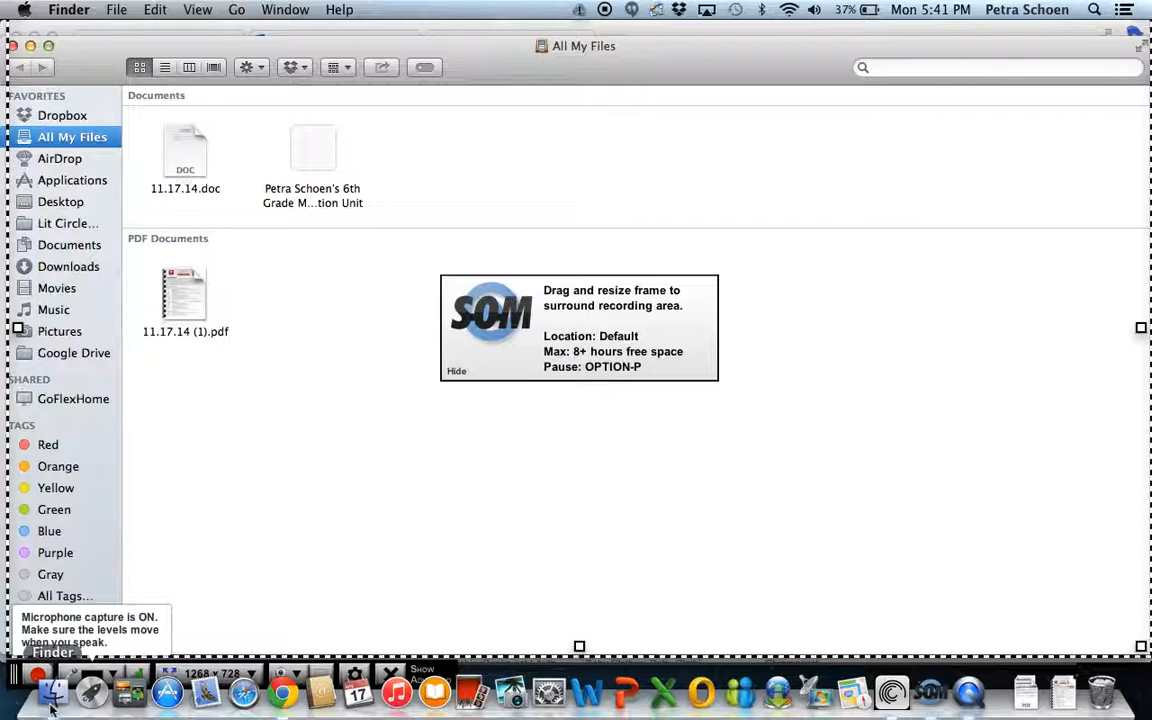 Finder File Edit View Go Window Help 37% Mon 5:41 PM Petra Schoen
All My Files
FAVORITES
Dropbox
All My Files
AirDrop
Applications
Desktop
Lit Circle...
Documents
Downloads
Movies
Music
Pictures
Google Drive
SHARED
GoFlexHome
TAGS
Red
Orange
Yellow
Green
Blue
Purple
Gray
All Tags...
Documents
DOC
11.17.14.doc
Petra Schoen's 6th
Grade M...tion Unit
PDF Documents
11.17.14 (1).pdf
SOM
Hide
Drag and resize frame to
surround recording area.
Location: Default
Max: 8+ hours free space
Pause: OPTION-P
Microphone capture is ON.
Make sure the levels move
when you speak.
Finder
1268 x 728
SHOW
17
W P X O
SOM
PDF